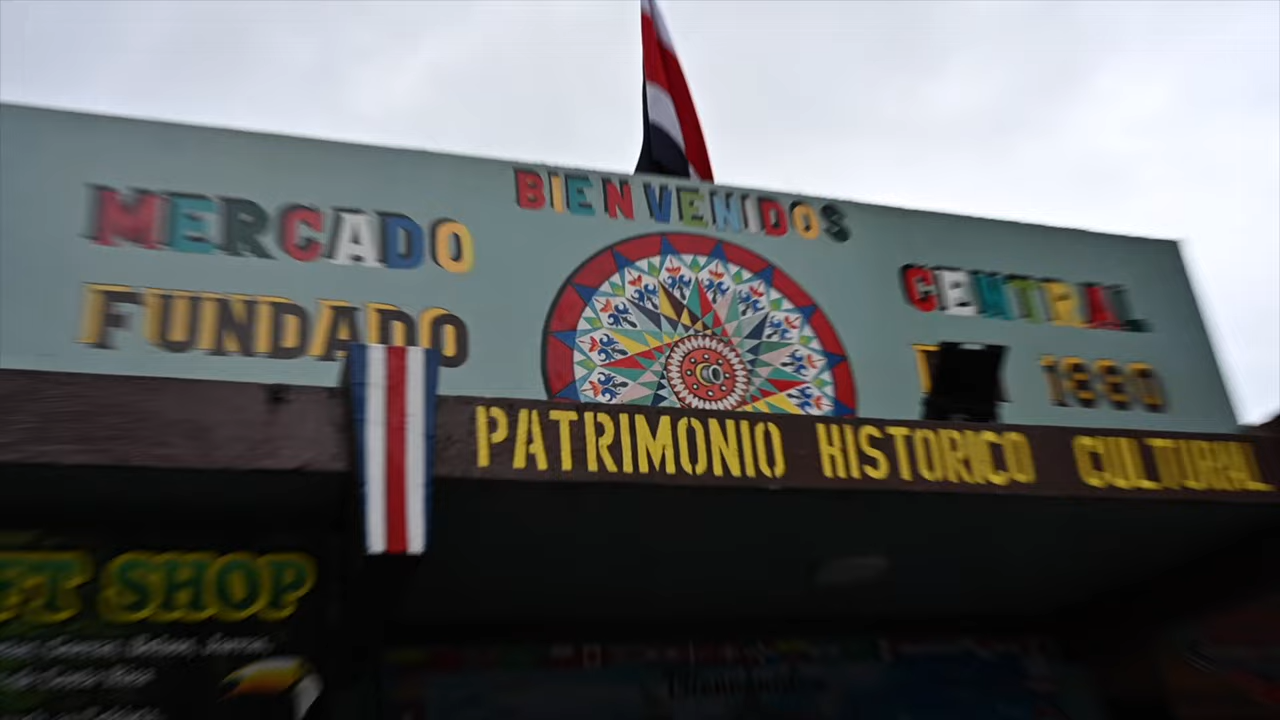 BIENVENIDOS
MERCADO CENTRAL
FUNDADO 1880
PATRIMONIO HISTORICO CULTURAL
SHOP